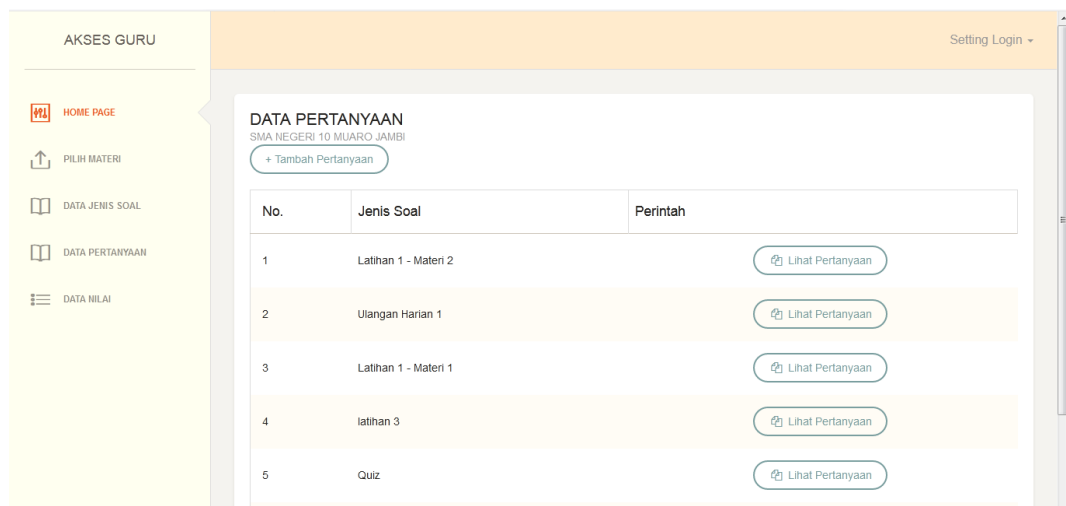 AKSES GURU
Setting Login
HOME PAGE
PILIH MATERI
DATA JENIS SOAL
DATA PERTANYAAN
DATA NILAI
DATA PERTANYAAN
SMA NEGERI 10 MUARO JAMBI
+ Tambah Pertanyaan
No. Jenis Soal Perintah
1 Latihan 1 - Materi 2 Lihat Pertanyaan
2 Ulangan Harian 1 Lihat Pertanyaan
3 Latihan 1 - Materi 1 Lihat Pertanyaan
4 latihan 3 Lihat Pertanyaan
5 Quiz Lihat Pertanyaan